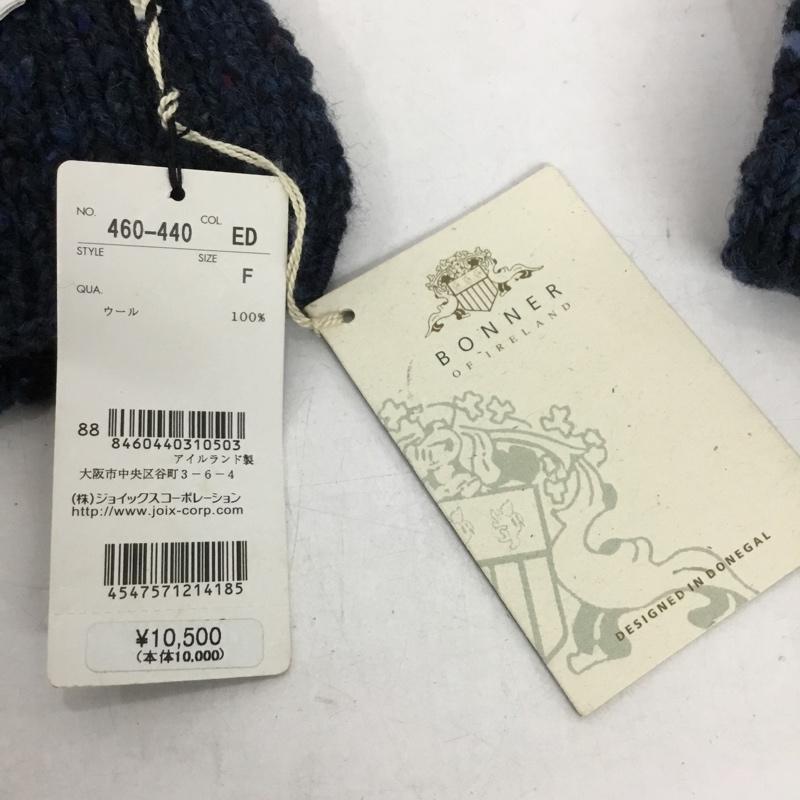 NO. 460-440 COL. ED
STYLE SIZE F
QUA.
ウール 100%
88
8460440310503
アイルランド製
大阪市中央区谷町3-6-4
(株)ジョイックスコーポレーション
http://www.joix-corp.com
4547571214185
¥10,500
(本体10,000)
BONNER
OF IRELAND
DESIGNED IN DONEGAL